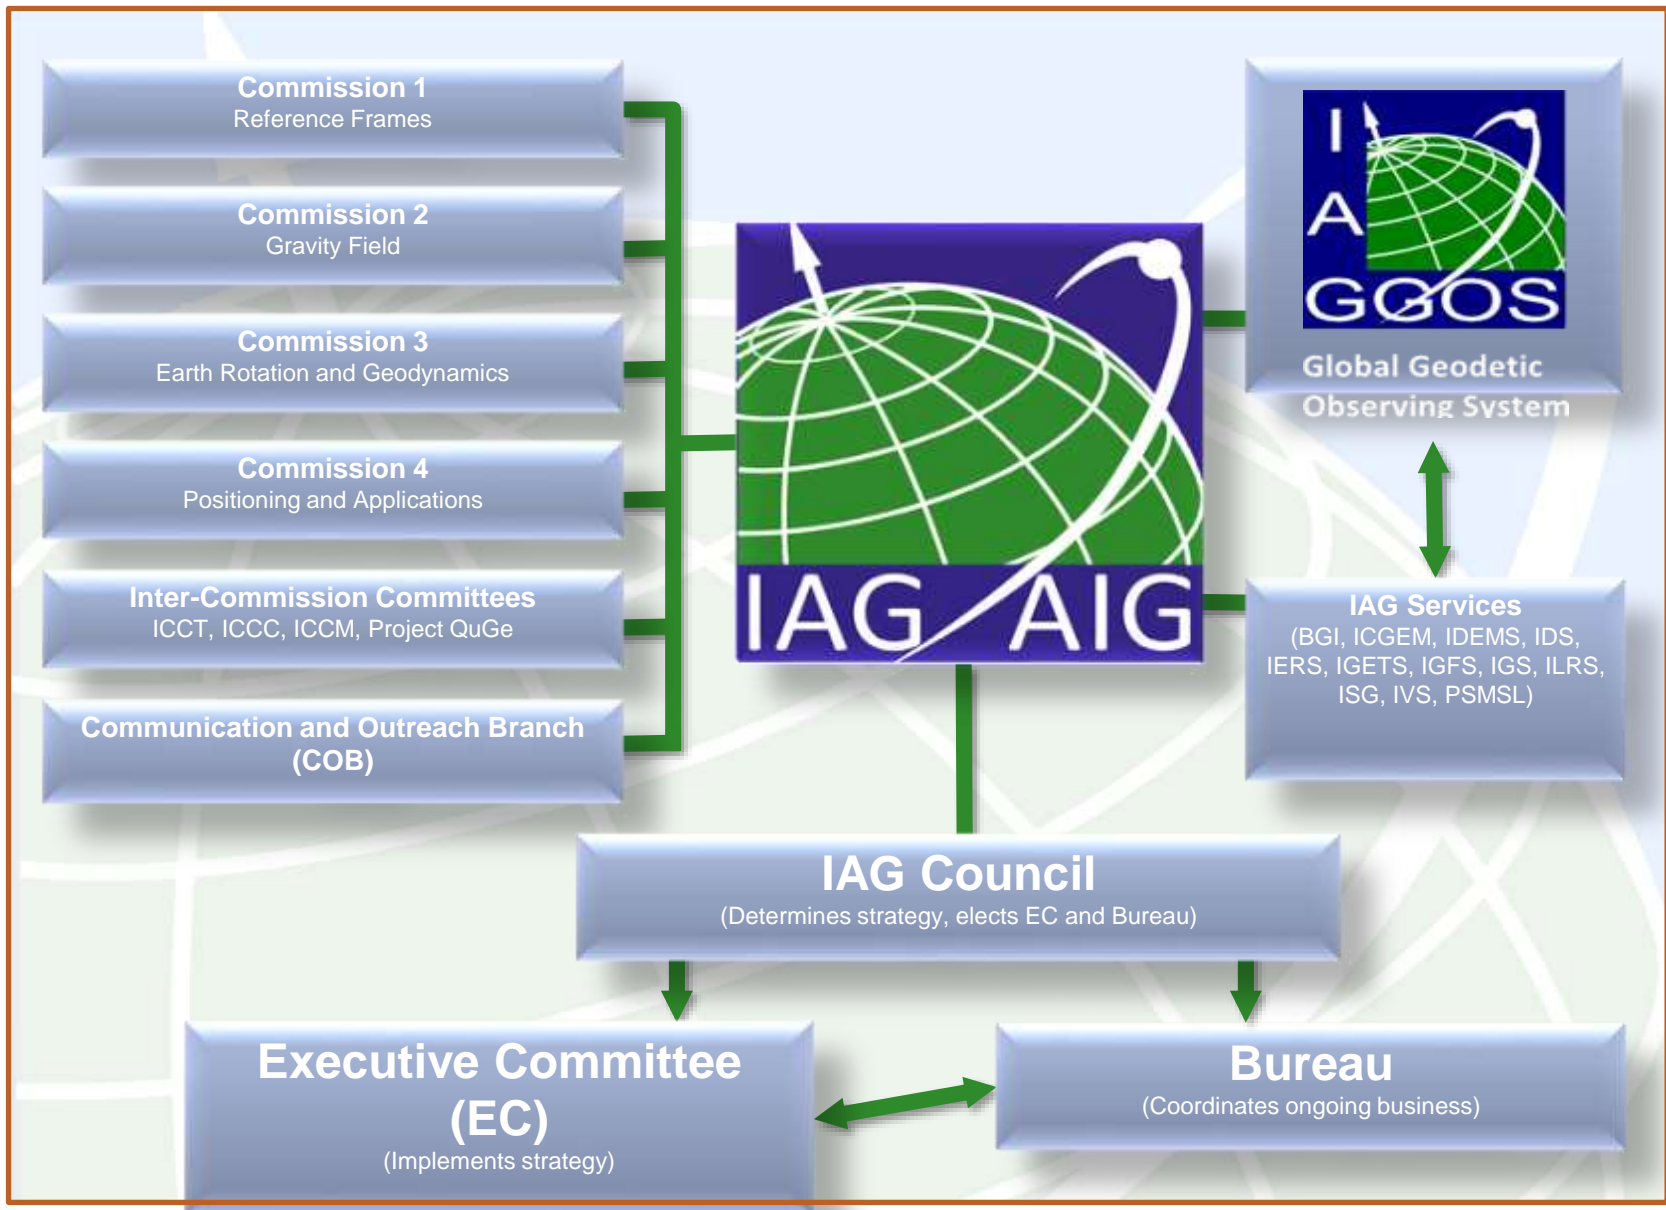 Commission 1
Reference Frames
Commission 2
Gravity Field
Commission 3
Earth Rotation and Geodynamics
Commission 4
Positioning and Applications
Inter-Commission Committees
ICCT, ICCC, ICCM, Project QuGe
Communication and Outreach Branch
(COB)
IAG AIG
I
A
GGOS
Global Geodetic
Observing System
IAG Services
(BGI, ICGEM, IDEMS, IDS,
IERS, IGETS, IGFS, IGS, ILRS,
ISG, IVS, PSMSL)
IAG Council
(Determines strategy, elects EC and Bureau)
Executive Committee
(EC)
(Implements strategy)
Bureau
(Coordinates ongoing business)